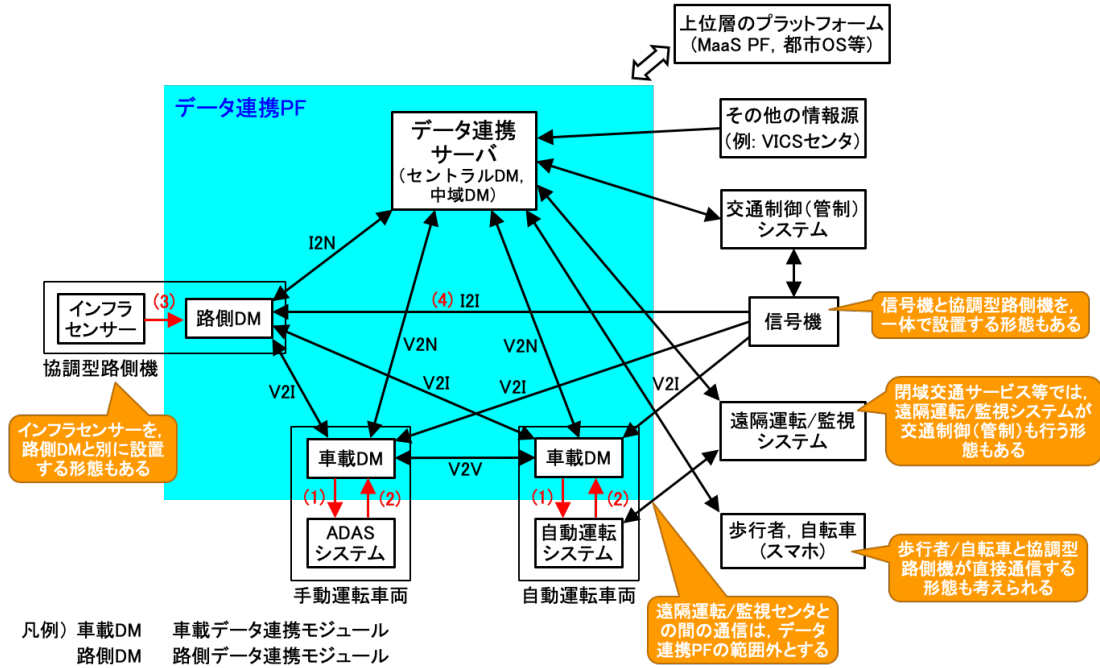 上位層のプラットフォーム
(MaaS PF, 都市OS等)
データ連携PF
データ連携
サーバ
(セントラルDM,
中域DM)
その他の情報源
(例: VICSセンタ)
交通制御(管制)
システム
I2N
インフラ
センサー
(3)
路側DM
(4) I2I
信号機
信号機と協調型路側機を,
一体で設置する形態もある
協調型路側機
V2I
V2N
V2I
V2N
V2I
V2I
インフラセンサーを,
路側DMと別に設置
する形態もある
遠隔運転/監視
システム
閉域交通サービス等では,
遠隔運転/監視システムが
交通制御(管制)も行う形
態もある
車載DM
V2V
車載DM
(1)
(2)
(1)
(2)
ADAS
システム
自動運転
システム
歩行者, 自転車
(スマホ)
歩行者/自転車と協調型
路側機が直接通信する
形態も考えられる
手動運転車両
自動運転車両
遠隔運転/監視センタと
の間の通信は, データ
連携PFの範囲外とする
凡例) 車載DM 車載データ連携モジュール
路側DM 路側データ連携モジュール